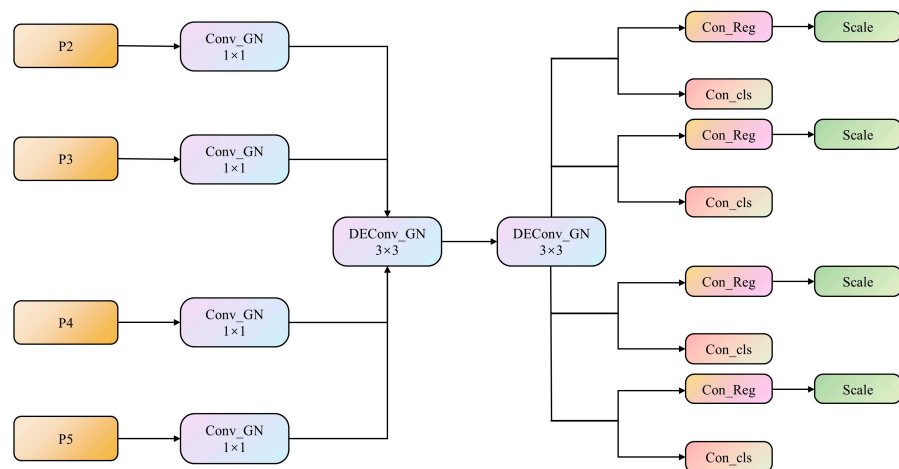 P2
Conv_GN
1×1
P3
Conv_GN
1×1
P4
Conv_GN
1×1
P5
Conv_GN
1×1
DEConv_GN
3×3
DEConv_GN
3×3
Con_Reg
Scale
Con_cls
Con_Reg
Scale
Con_cls
Con_Reg
Scale
Con_cls
Con_Reg
Scale
Con_cls